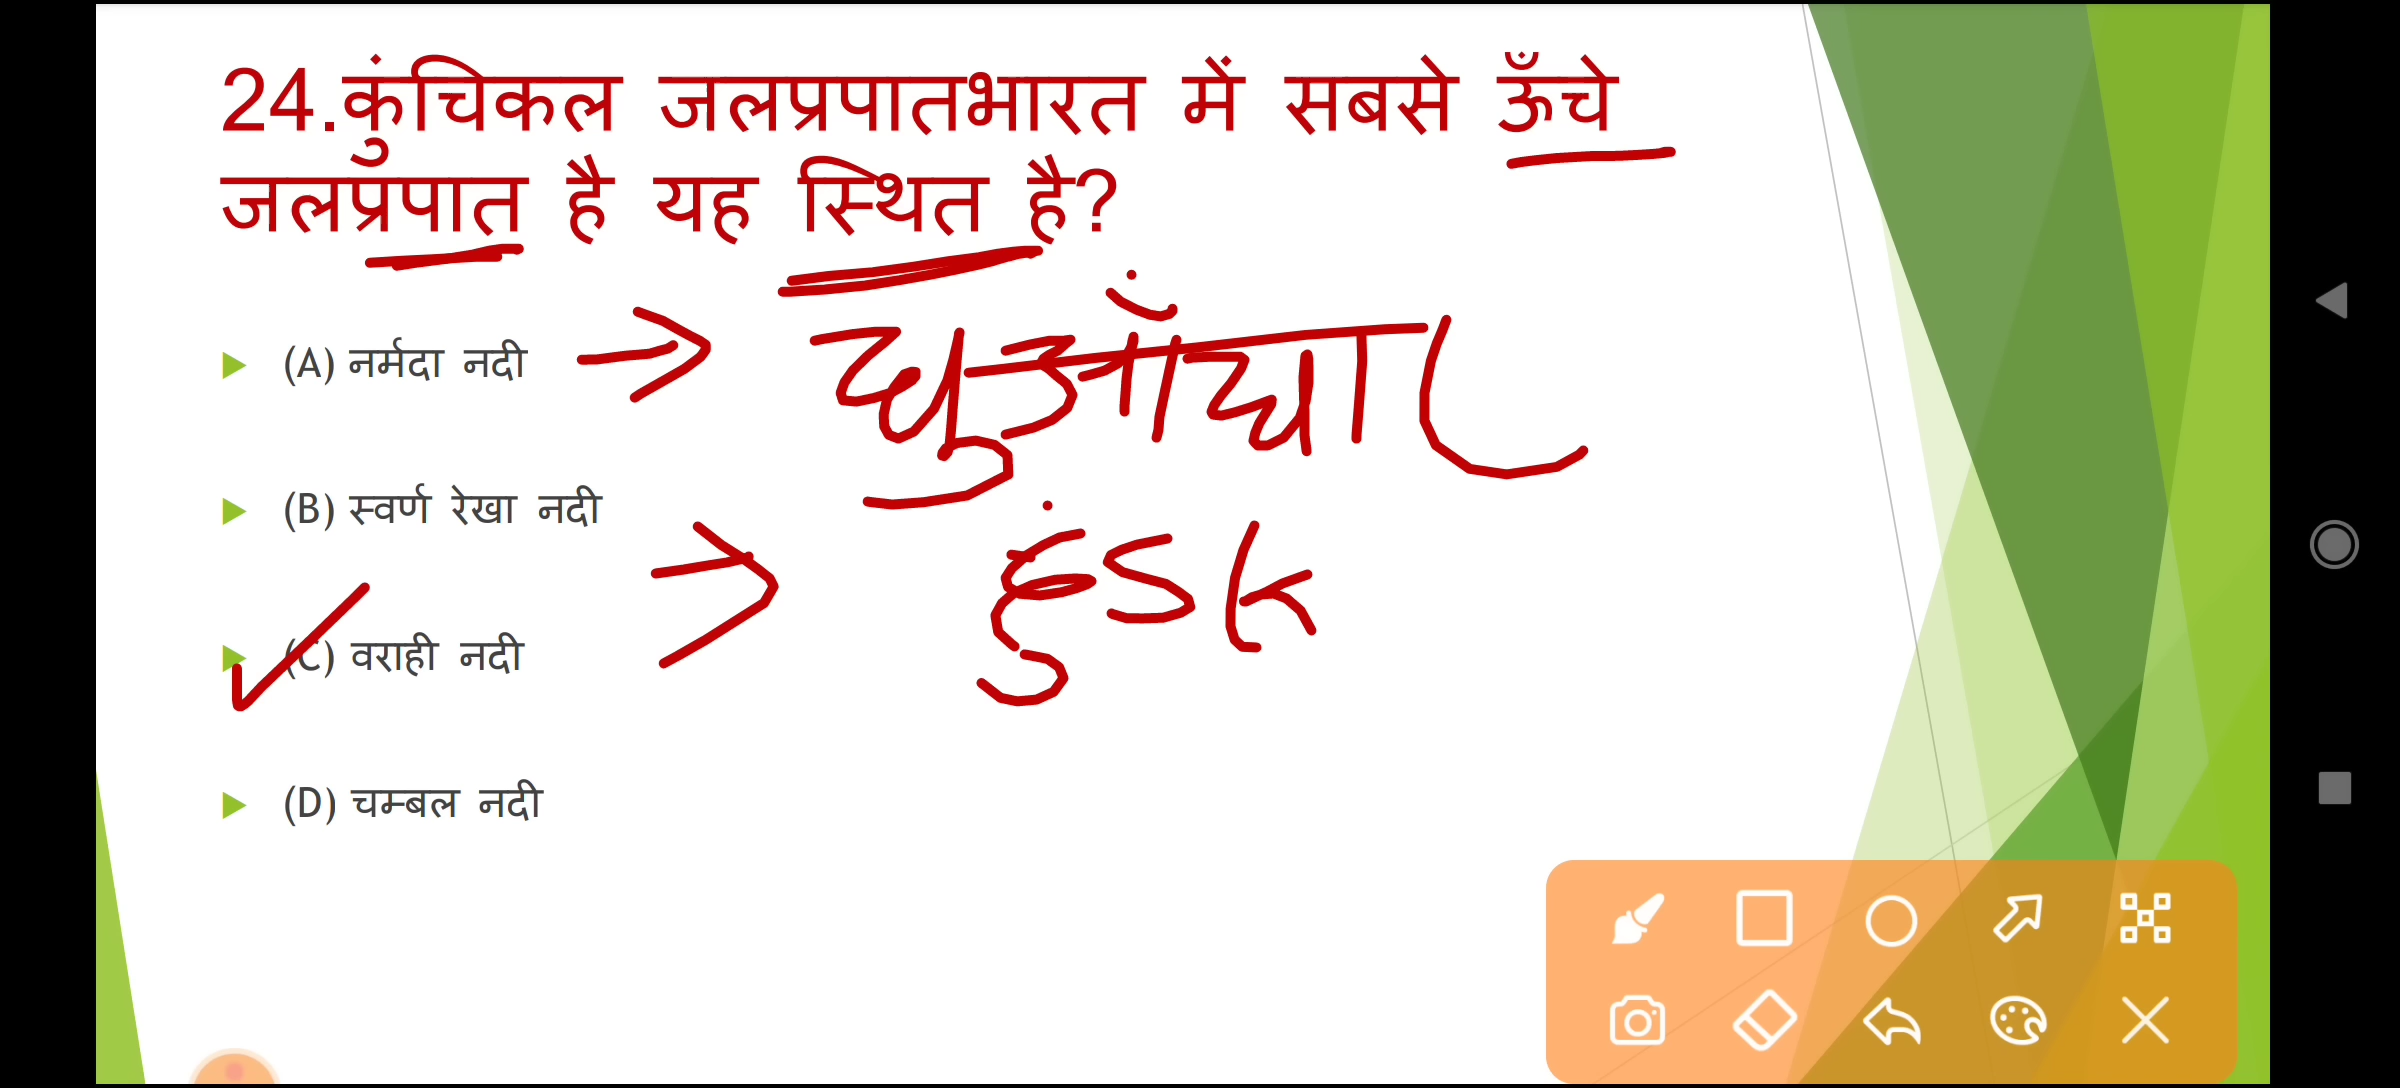 24.कुंचिकल जलप्रपातभारत में सबसे ऊँचे
जलप्रपात है यह स्थित है?
(A) नर्मदा नदी
(B) स्वर्ण रेखा नदी
(C) वराही नदी
(D) चम्बल नदी